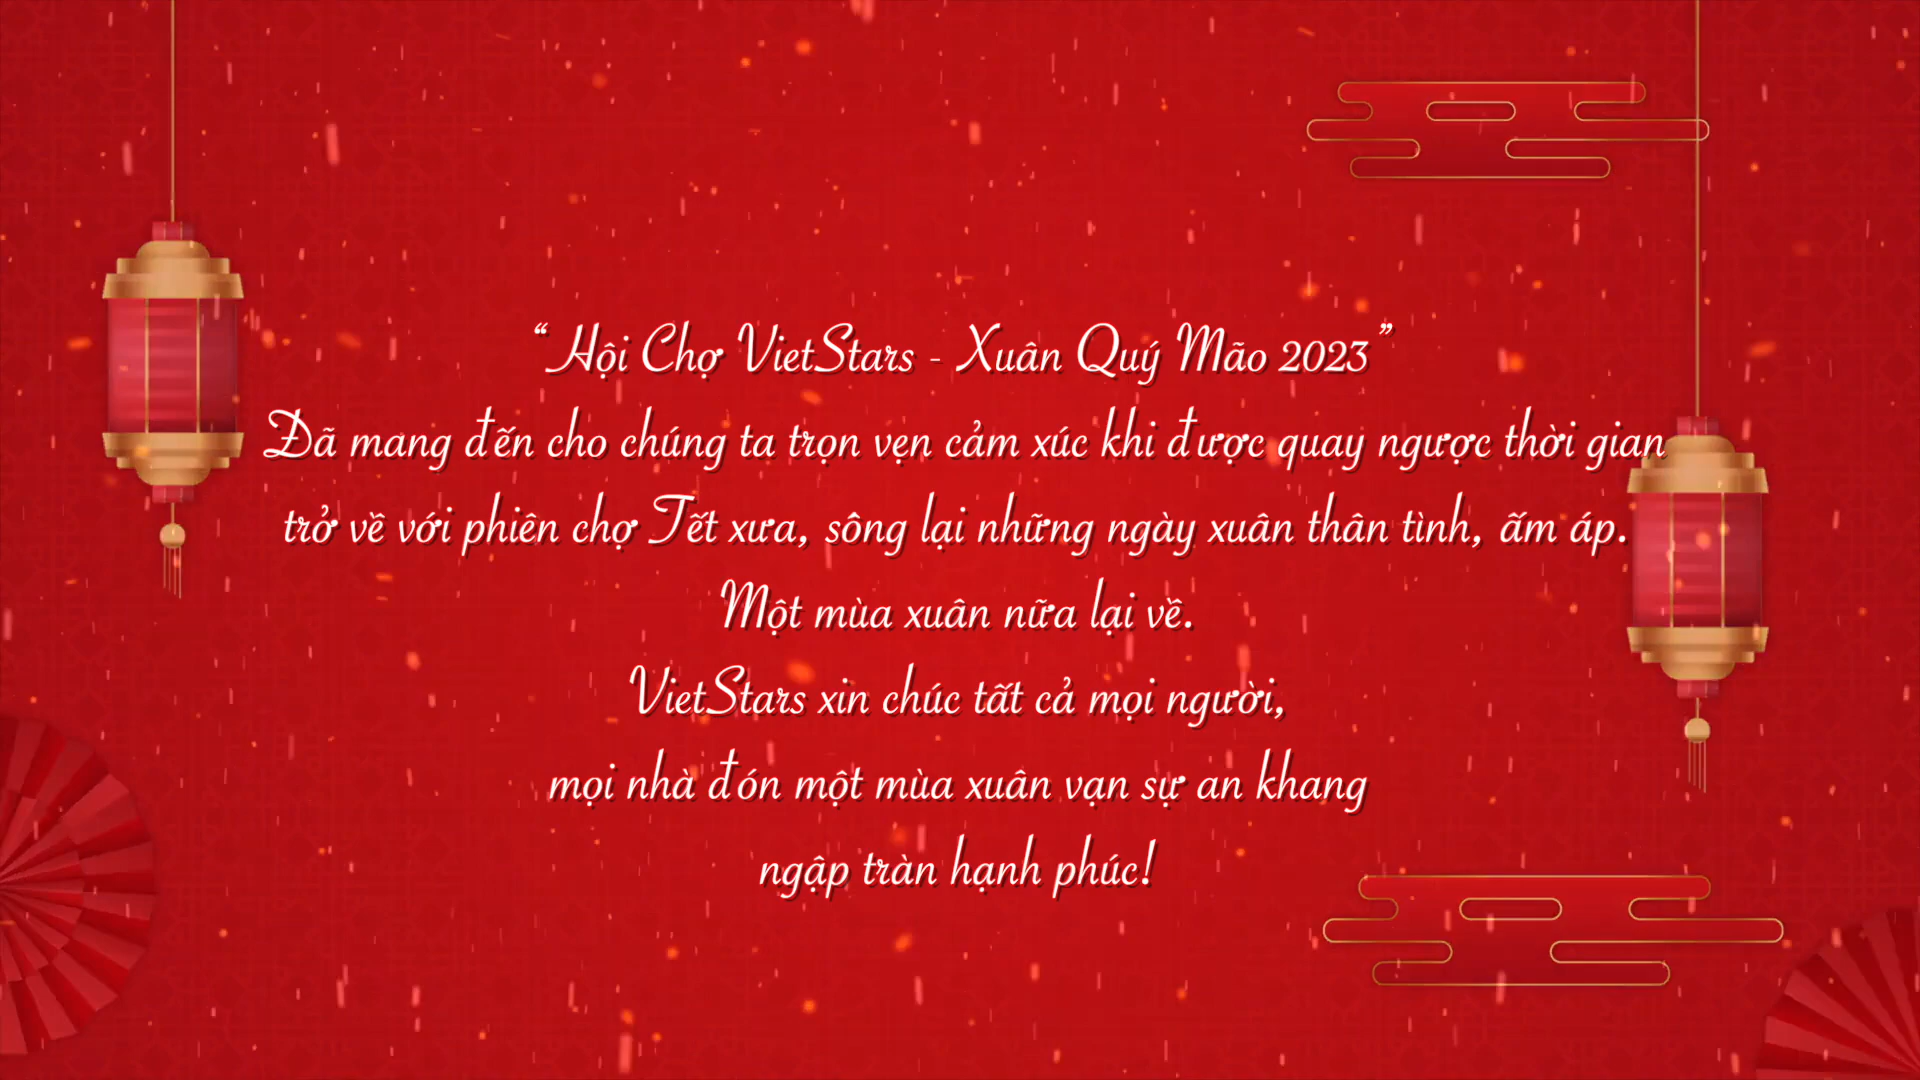 “Hội Chợ VietStars - Xuân Quý Mão 2023”
Đã mang đến cho chúng ta trọn vẹn cảm xúc khi được quay ngược thời gian
trở về với phiên chợ Tết xưa, sông lại những ngày xuân thân tình, ấm áp.
Một mùa xuân nữa lại về.
VietStars xin chúc tất cả mọi người,
mọi nhà đón một mùa xuân vạn sự an khang
ngập tràn hạnh phúc!